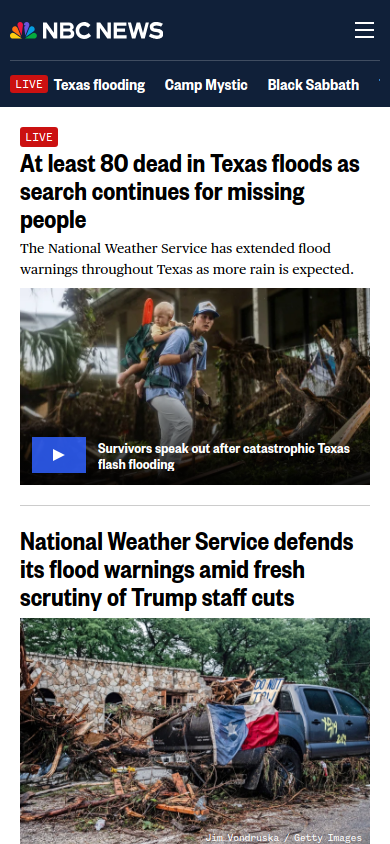 NBC NEWS
LIVE Texas flooding Camp Mystic Black Sabbath
LIVE
At least 80 dead in Texas floods as
search continues for missing
people
The National Weather Service has extended flood
warnings throughout Texas as more rain is expected.
Survivors speak out after catastrophic Texas
flash flooding
National Weather Service defends
its flood warnings amid fresh
scrutiny of Trump staff cuts
DO NOT
Jim Vondruska / Getty Images